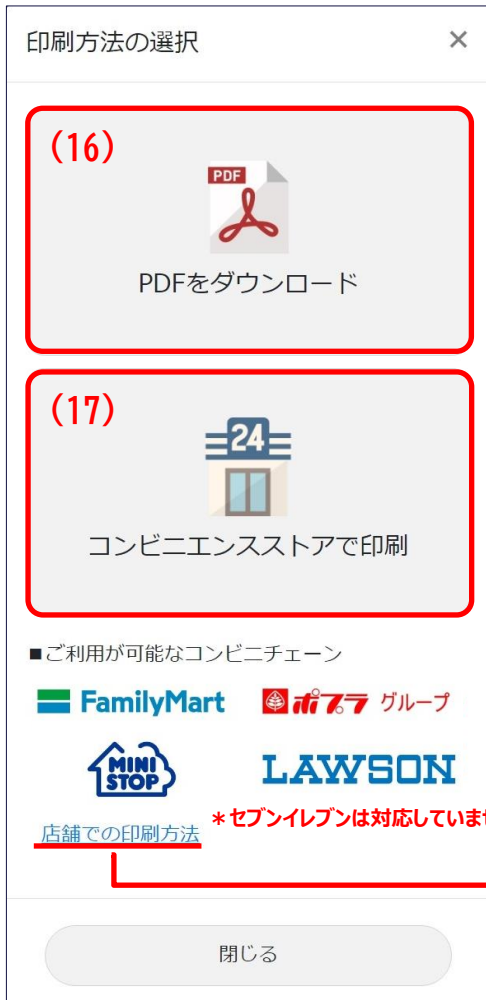 印刷方法の選択 ×
(16)
PDF
PDFをダウンロード
(17)
24
コンビニエンスストアで印刷
■ご利用が可能なコンビニチェーン
FamilyMart ポプラ グループ
MINI STOP LAWSON
店舗での印刷方法 *セブンイレブンは対応していま
閉じる